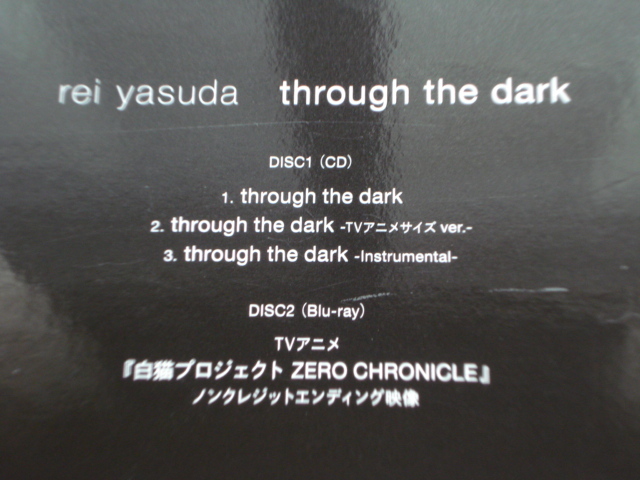 rei yasuda through the dark
DISC1 (CD)
1. through the dark
2. through the dark -TVアニメサイズ ver.-
3. through the dark -Instrumental-
DISC2 (Blu-ray)
TVアニメ
『白猫プロジェクト ZERO CHRONICLE』
ノンクレジットエンディング映像